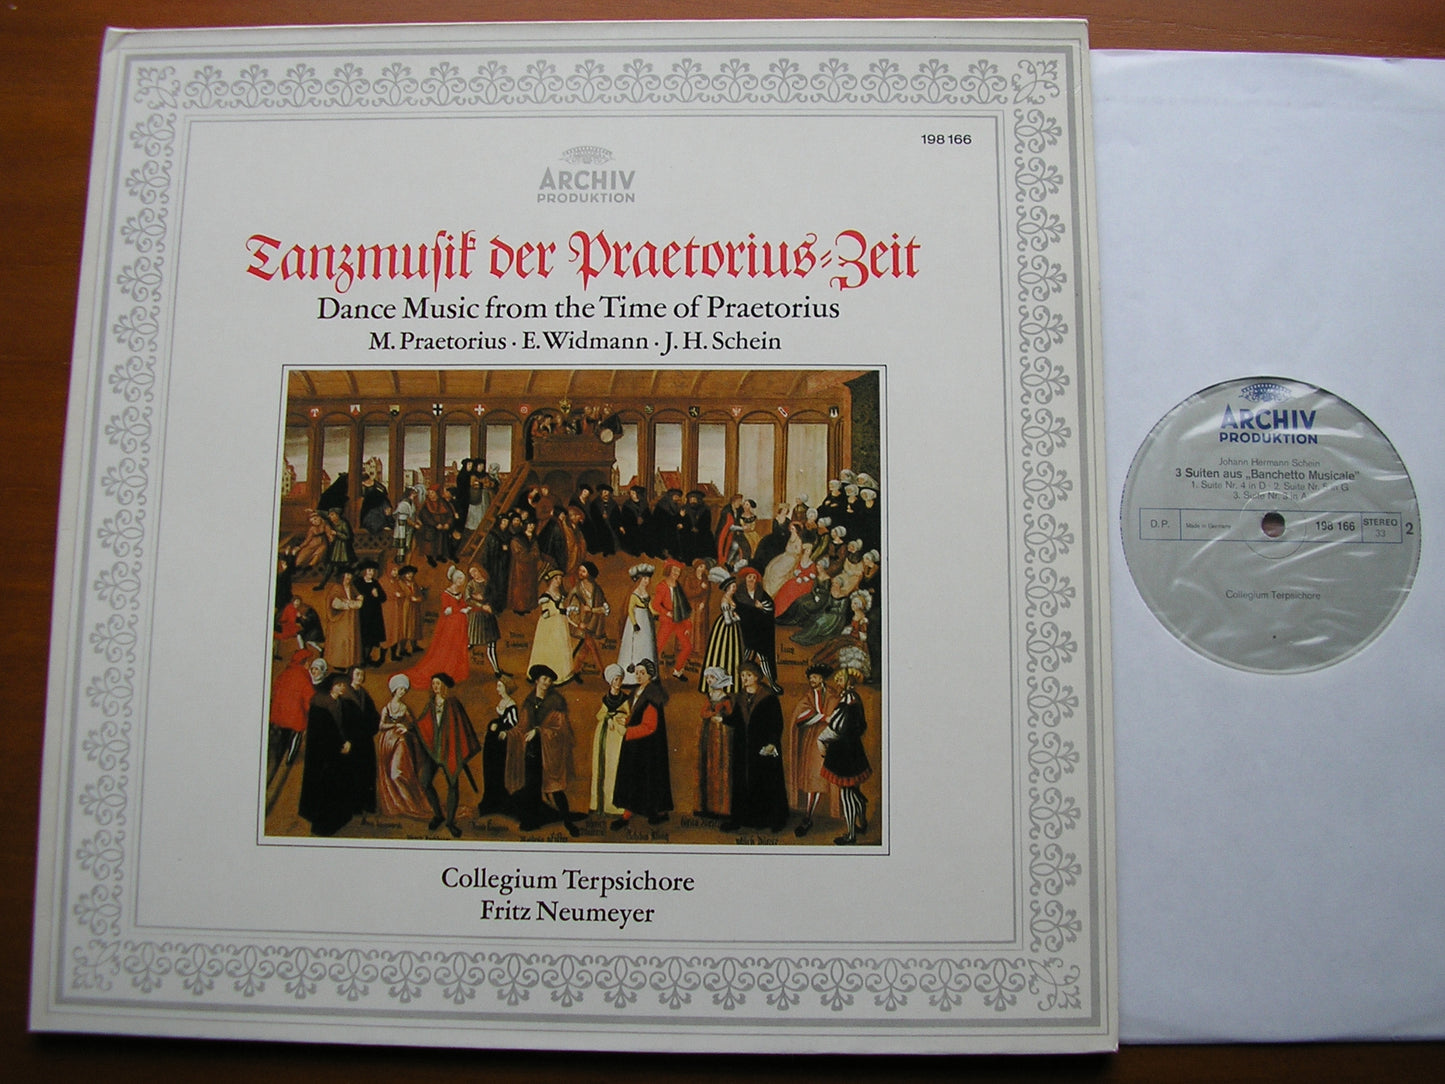 198 166
ARCHIV
PRODUKTION
Tanzmusik der Praetorius-Zeit
Dance Music from the Time of Praetorius
M. Praetorius · E. Widmann · J. H. Schein
Collegium Terpsichore
Fritz Neumeyer
ARCHIV
PRODUKTION
Johann Hermann Schein
3 Suiten aus „Banchetto Musicale"
1. Suite Nr. 4 in D · 2. Suite Nr. 5 in G
3. Suite Nr. 3 in A
D.P.
Made in Germany
198 166
STEREO
33
2
Collegium Terpsichore